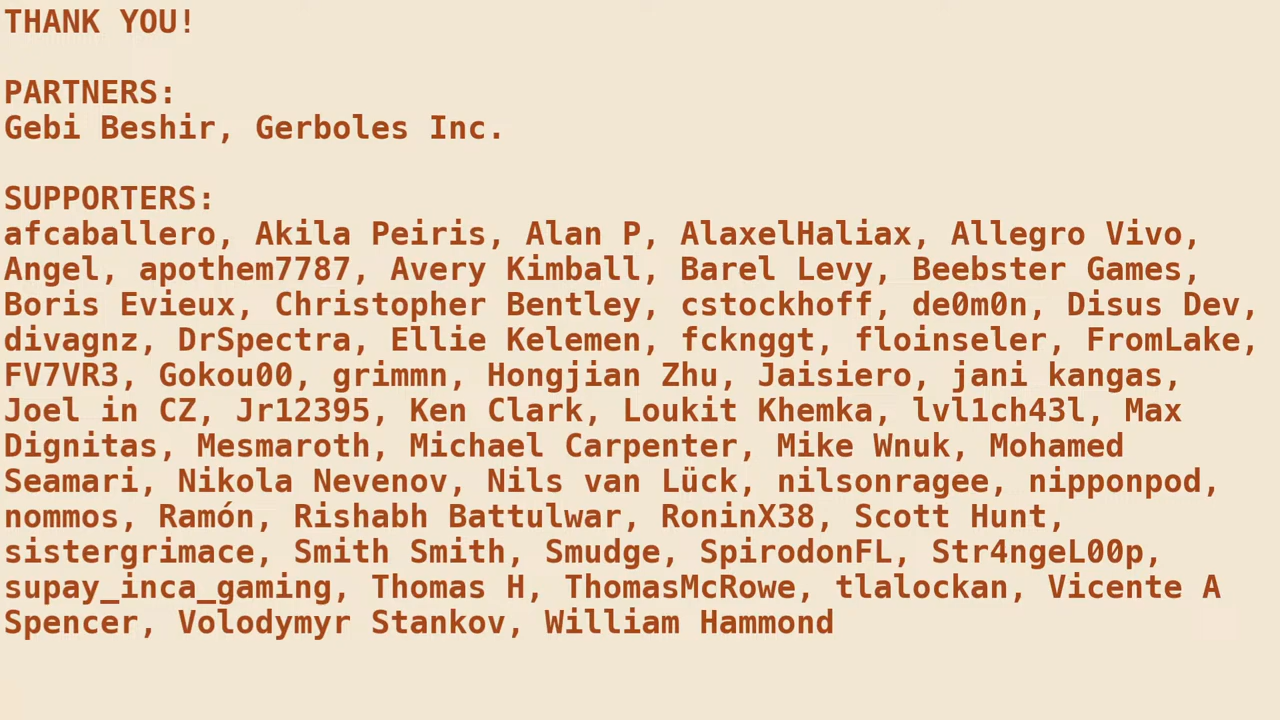 THANK YOU!
PARTNERS:
Gebi Beshir, Gerboles Inc.
SUPPORTERS:
afcaballero, Akila Peiris, Alan P, AlaxelHaliax, Allegro Vivo,
Angel, apothem7787, Avery Kimball, Barel Levy, Beebster Games,
Boris Evieux, Christopher Bentley, cstockhoff, de0m0n, Disus Dev,
divagnz, DrSpectra, Ellie Kelemen, fcknggt, floinseler, FromLake,
FV7VR3, Gokou00, grimmn, Hongjian Zhu, Jaisiero, jani kangas,
Joel in CZ, Jr12395, Ken Clark, Loukit Khemka, lvl1ch43l, Max
Dignitas, Mesmaroth, Michael Carpenter, Mike Wnuk, Mohamed
Seamari, Nikola Nevenov, Nils van Lück, nilsonragee, nipponpod,
nommos, Ramón, Rishabh Battulwar, RoninX38, Scott Hunt,
sistergrimace, Smith Smith, Smudge, SpirodonFL, Str4ngeL00p,
supay_inca_gaming, Thomas H, ThomasMcRowe, tlalockan, Vicente A
Spencer, Volodymyr Stankov, William Hammond